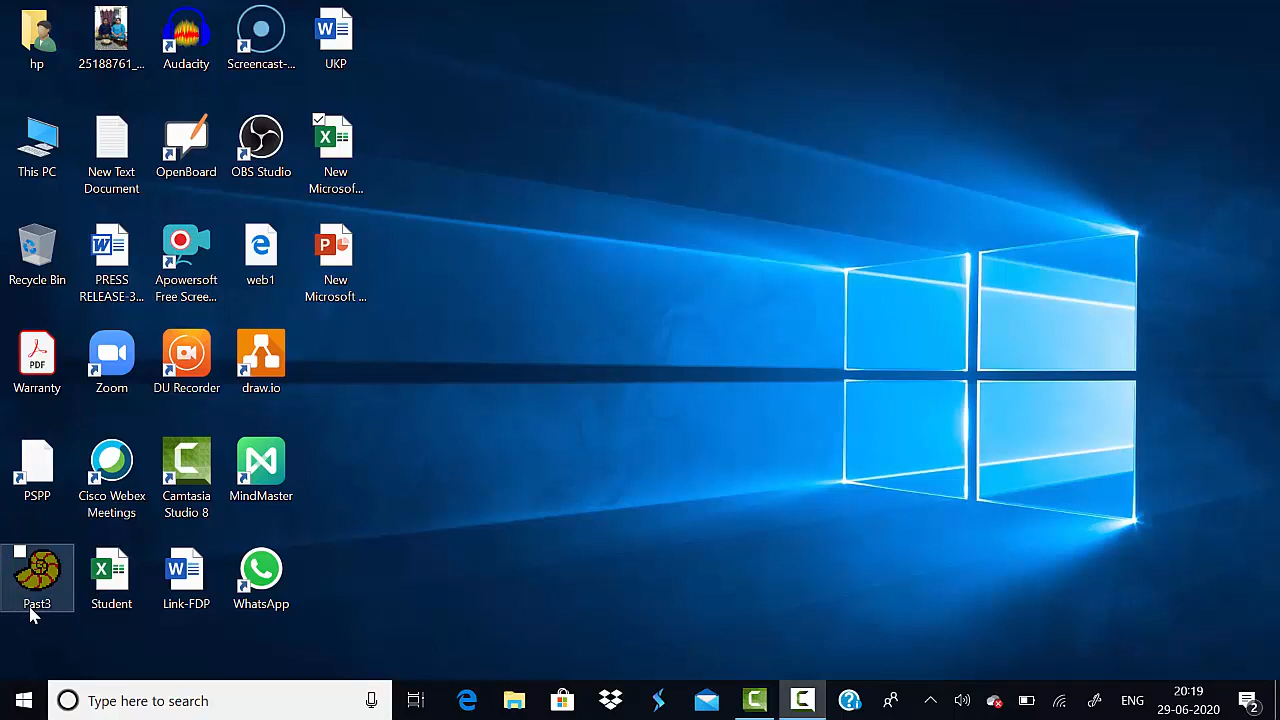 hp
25188761_...
Audacity
Screencast-...
UKP
This PC
New Text
Document
OpenBoard
OBS Studio
New
Microsof...
Recycle Bin
PRESS
RELEASE-3...
Apowersoft
Free Scree...
web1
New
Microsoft ...
PDF
Warranty
Zoom
DU Recorder
draw.io
PSPP
Cisco Webex
Meetings
Camtasia
Studio 8
MindMaster
Past3
Student
Link-FDP
WhatsApp
Type here to search
ENG
20:19
29-06-2020
2